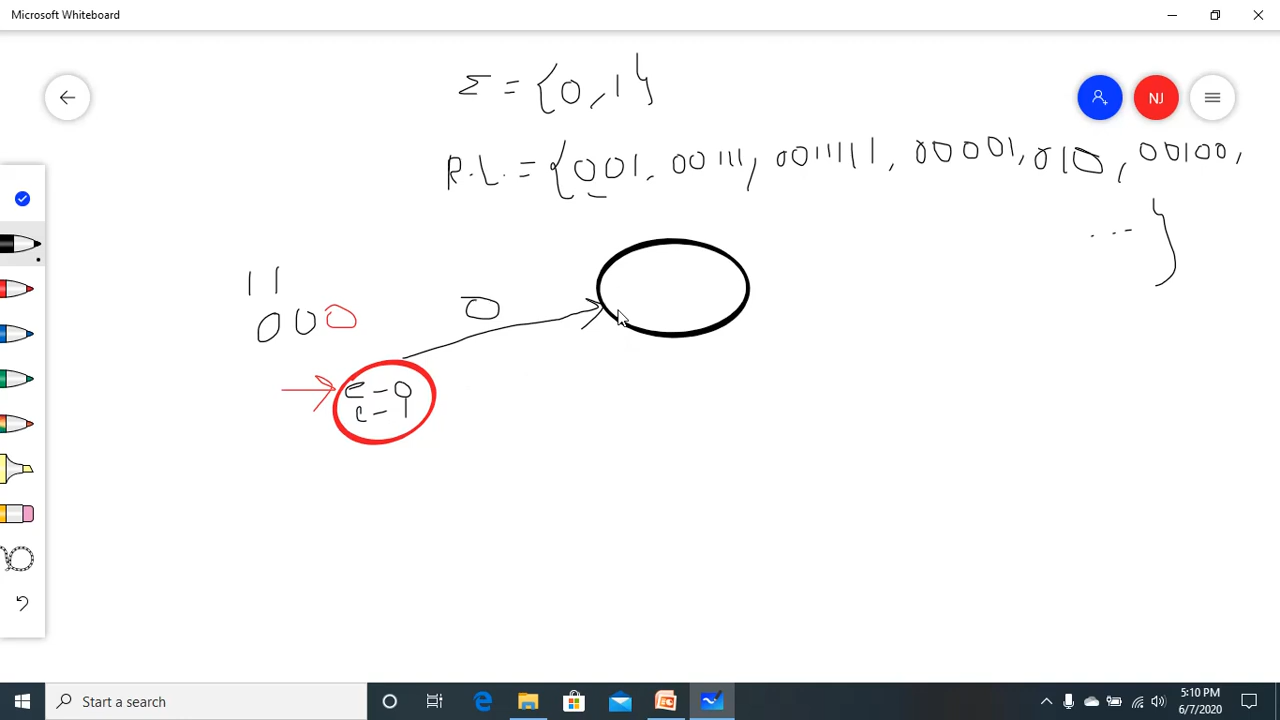 Microsoft Whiteboard
Σ = {0,1}
NJ
R.L. = {001, 00111, 0011111, 00001, 010, 00100,
... }
11
000
0
E-0
E-1
Start a search
5:10 PM
6/7/2020